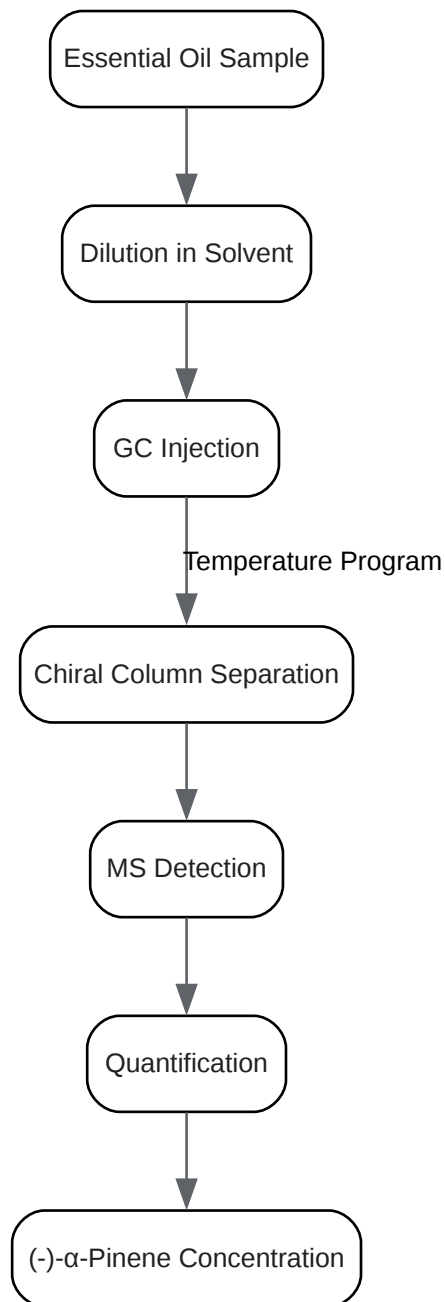 Essential Oil Sample
Dilution in Solvent
GC Injection
Temperature Program
Chiral Column Separation
MS Detection
Quantification
(-)-α-Pinene Concentration